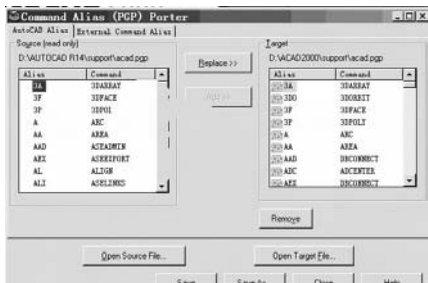 Command Alias (PGP) Porter
AutoCAD Alias External Command Alias
Source (read only)
D:\AUTOCAD R14\support\acad.pgp
Alias Command
3A 3DARRAY
3F 3DFACE
3P 3DPOL
A ARC
AA AREA
AAD ASEADMIN
AEX ASEEXPORT
AL ALIGN
ALI ASELINKS
Replace >>
Add >>
Target
D:\ACAD2000\support\acad.pgp
Alias Command
3A 3DARRAY
3DO 3DORBIT
3F 3DFACE
3P 3DPOLY
A ARC
AA AREA
AAD DBCONNECT
ADC ADCENTER
AEX DBCONNECT
Remove
Open Source File... Open Target File...
Save Save As Close Help